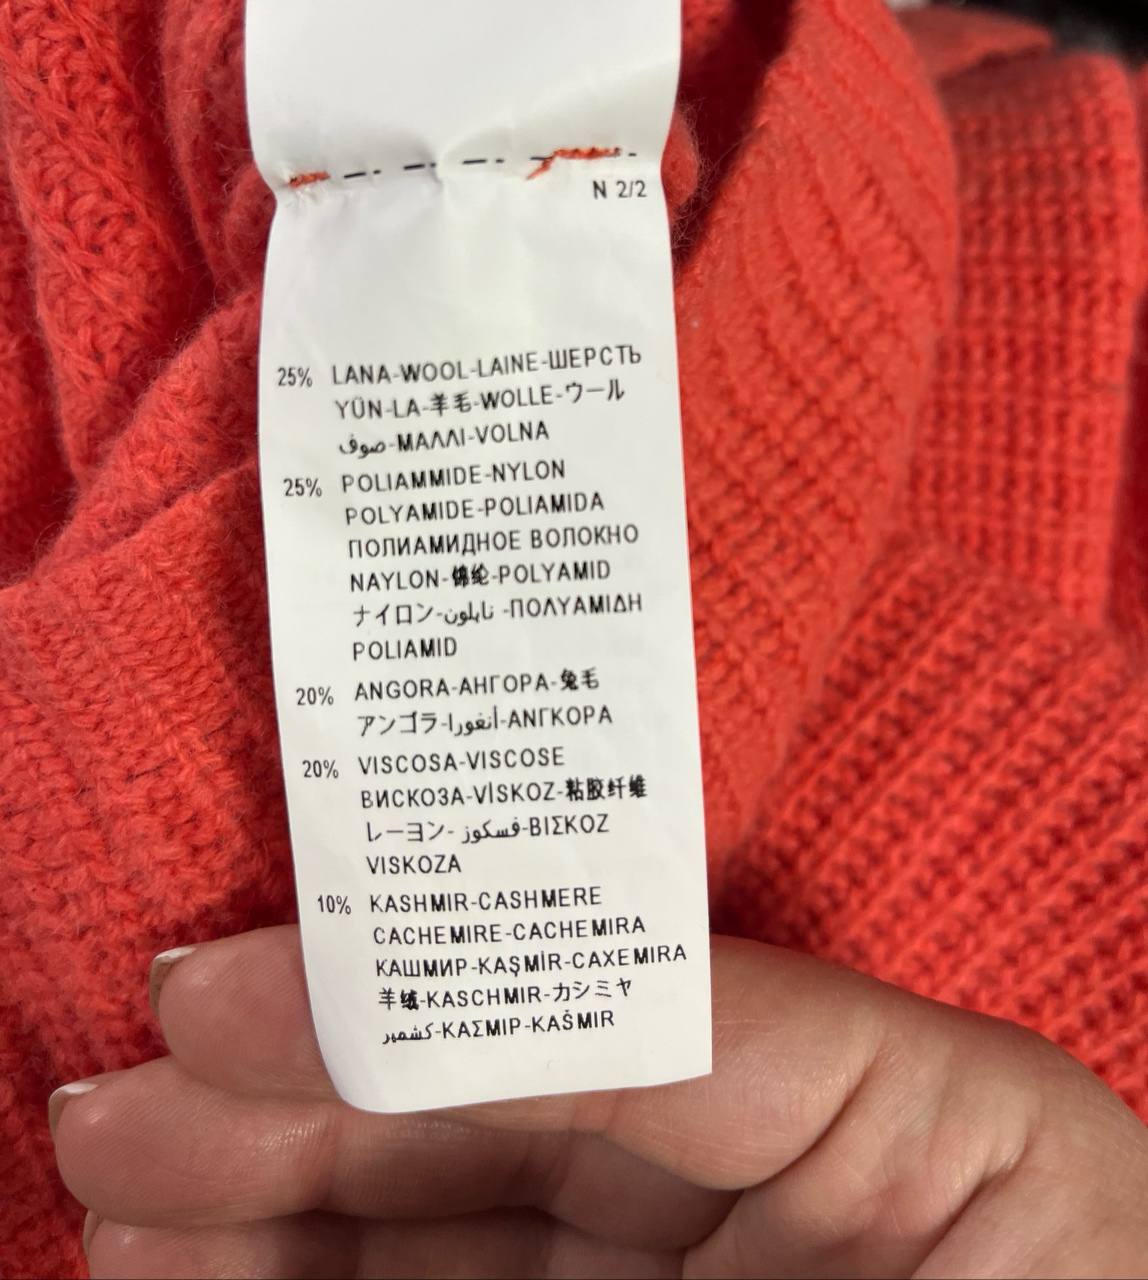 N 2/2
25% LANA-WOOL-LAINE-ШЕРСТЬ
YÜN-LA-羊毛-WOLLE-ウール
صوف-ΜΑΛΛΙ-VOLNA
25% POLIAMMIDE-NYLON
POLYAMIDE-POLIAMIDA
ПОЛИАМИДНОЕ ВОЛОКНО
NAYLON-锦纶-POLYAMID
ナイロン-نايلون -ΠΟΛΥΑΜΙΔΗ
POLIAMID
20% ANGORA-АНГОРА-兔毛
アンゴラ-أنغورا-ΑΝΓΚΟΡΑ
20% VISCOSA-VISCOSE
ВИСКОЗА-VİSKOZ-粘胶纤维
レーヨン- فسكوز-ΒΙΣΚΟΖ
VISKOZA
10% KASHMIR-CASHMERE
CACHEMIRE-CACHEMIRA
КАШМИР-KAŞMİR-CAXEMIRA
羊绒-KASCHMIR-カシミヤ
كشمير-ΚΑΣΜΙΡ-KAŠMIR